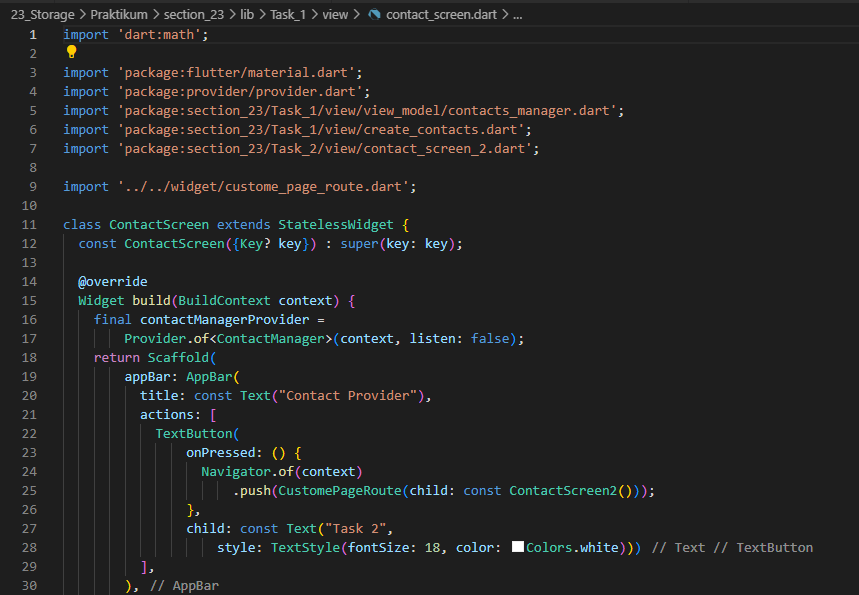 23_Storage > Praktikum > section_23 > lib > Task_1 > view > contact_screen.dart > ...
1 import 'dart:math';
2
3 import 'package:flutter/material.dart';
4 import 'package:provider/provider.dart';
5 import 'package:section_23/Task_1/view/view_model/contacts_manager.dart';
6 import 'package:section_23/Task_1/view/create_contacts.dart';
7 import 'package:section_23/Task_2/view/contact_screen_2.dart';
8
9 import '../../widget/custome_page_route.dart';
10
11 class ContactScreen extends StatelessWidget {
12   const ContactScreen({Key? key}) : super(key: key);
13
14   @override
15   Widget build(BuildContext context) {
16     final contactManagerProvider =
17         Provider.of<ContactManager>(context, listen: false);
18     return Scaffold(
19         appBar: AppBar(
20           title: const Text("Contact Provider"),
21           actions: [
22             TextButton(
23                 onPressed: () {
24                   Navigator.of(context)
25                       .push(CustomePageRoute(child: const ContactScreen2()));
26                 },
27                 child: const Text("Task 2",
28                     style: TextStyle(fontSize: 18, color: Colors.white))) // Text // TextButton
29           ],
30         ), // AppBar